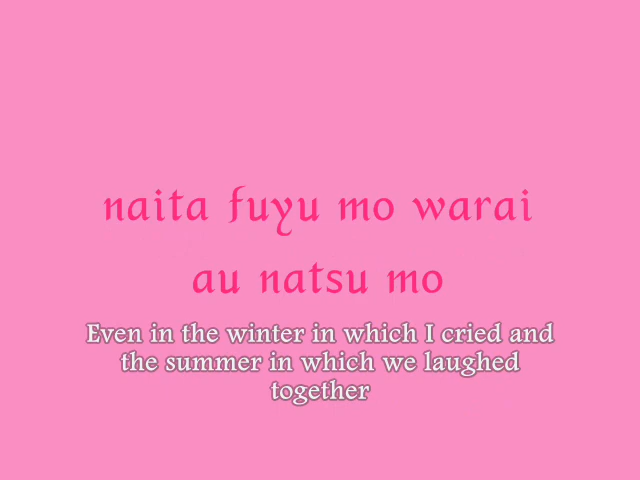 naita fuyu mo warai
au natsu mo
Even in the winter in which I cried and
the summer in which we laughed
together